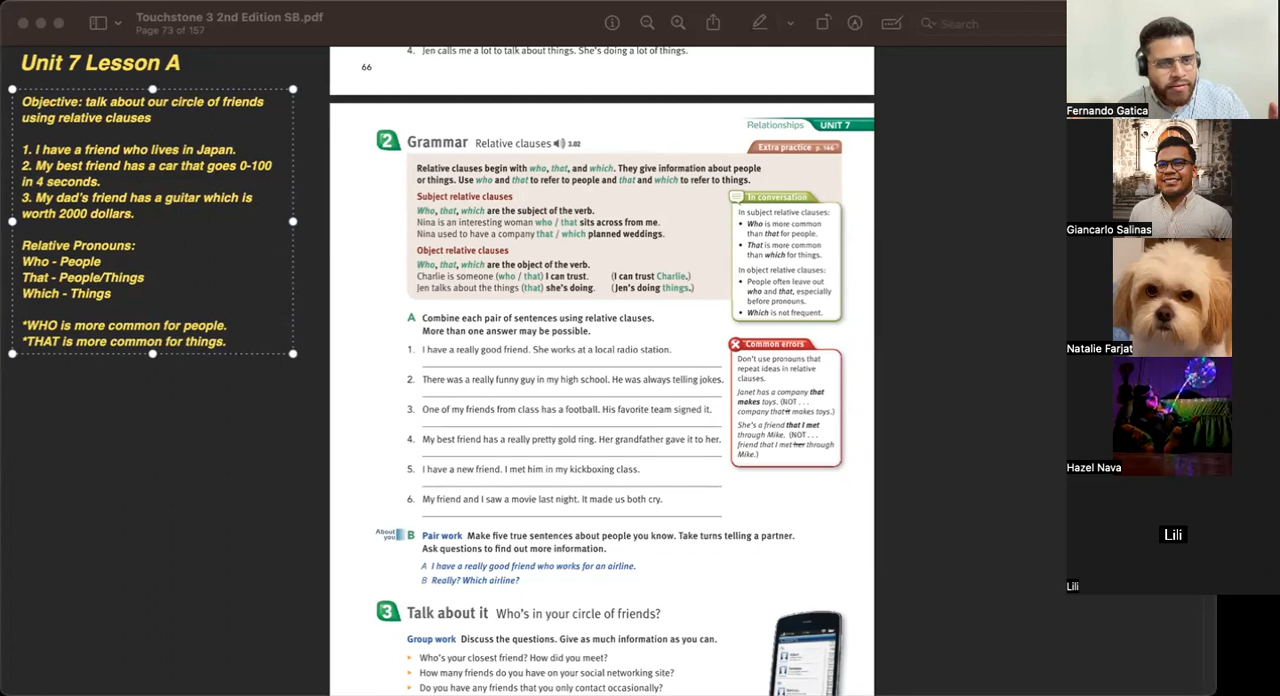 Touchstone 3 2nd Edition SB.pdf
Page 73 of 157
Search
Unit 7 Lesson A
Objective: talk about our circle of friends
using relative clauses
1. I have a friend who lives in Japan.
2. My best friend has a car that goes 0-100
in 4 seconds.
3. My dad's friend has a guitar which is
worth 2000 dollars.
Relative Pronouns:
Who - People
That - People/Things
Which - Things
*WHO is more common for people.
*THAT is more common for things.
4. Jen calls me a lot to talk about things. She's doing a lot of things.
66
Relationships UNIT 7
2 Grammar Relative clauses 3.02
Extra practice p. 146
Relative clauses begin with who, that, and which. They give information about people
or things. Use who and that to refer to people and that and which to refer to things.
Subject relative clauses
Who, that, which are the subject of the verb.
Nina is an interesting woman who / that sits across from me.
Nina used to have a company that / which planned weddings.
Object relative clauses
Who, that, which are the object of the verb.
Charlie is someone (who / that) I can trust. (I can trust Charlie.)
Jen talks about the things (that) she's doing. (Jen's doing things.)
In conversation
In subject relative clauses:
• Who is more common
than that for people.
• That is more common
than which for things.
In object relative clauses:
• People often leave out
who and that, especially
before pronouns.
• Which is not frequent.
A Combine each pair of sentences using relative clauses.
More than one answer may be possible.
1. I have a really good friend. She works at a local radio station.
2. There was a really funny guy in my high school. He was always telling jokes.
3. One of my friends from class has a football. His favorite team signed it.
4. My best friend has a really pretty gold ring. Her grandfather gave it to her.
5. I have a new friend. I met him in my kickboxing class.
6. My friend and I saw a movie last night. It made us both cry.
Common errors
Don't use pronouns that
repeat ideas in relative
clauses.
Janet has a company that
makes toys. (NOT . . .
company that it makes toys.)
She's a friend that I met
through Mike. (NOT . . .
friend that I met her through
Mike.)
About
you
B Pair work Make five true sentences about people you know. Take turns telling a partner.
Ask questions to find out more information.
A I have a really good friend who works for an airline.
B Really? Which airline?
3 Talk about it Who's in your circle of friends?
Group work Discuss the questions. Give as much information as you can.
▸ Who's your closest friend? How did you meet?
▸ How many friends do you have on your social networking site?
▸ Do you have any friends that you only contact occasionally?
Fernando Gatica
Giancarlo Salinas
Natalie Farjat
Hazel Nava
Lili
Lili